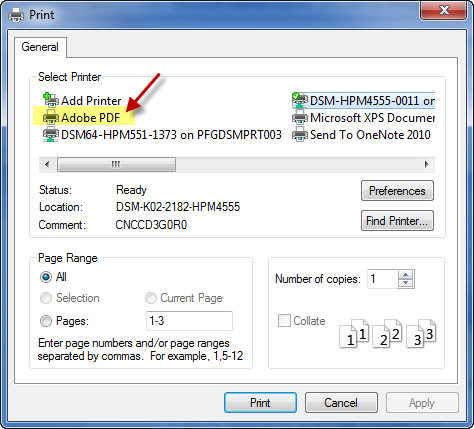 Print
General
Select Printer
Add Printer
Adobe PDF
DSM64-HPM551-1373 on PFGDSMPRT003
DSM-HPM4555-0011 on
Microsoft XPS Documen
Send To OneNote 2010
Status: Ready
Location: DSM-K02-2182-HPM4555
Comment: CNCCD3G0R0
Preferences
Find Printer...
Page Range
All
Selection Current Page
Pages: 1-3
Enter page numbers and/or page ranges
separated by commas. For example, 1,5-12
Number of copies: 1
Collate
1 1 2 2 3 3
Print Cancel Apply